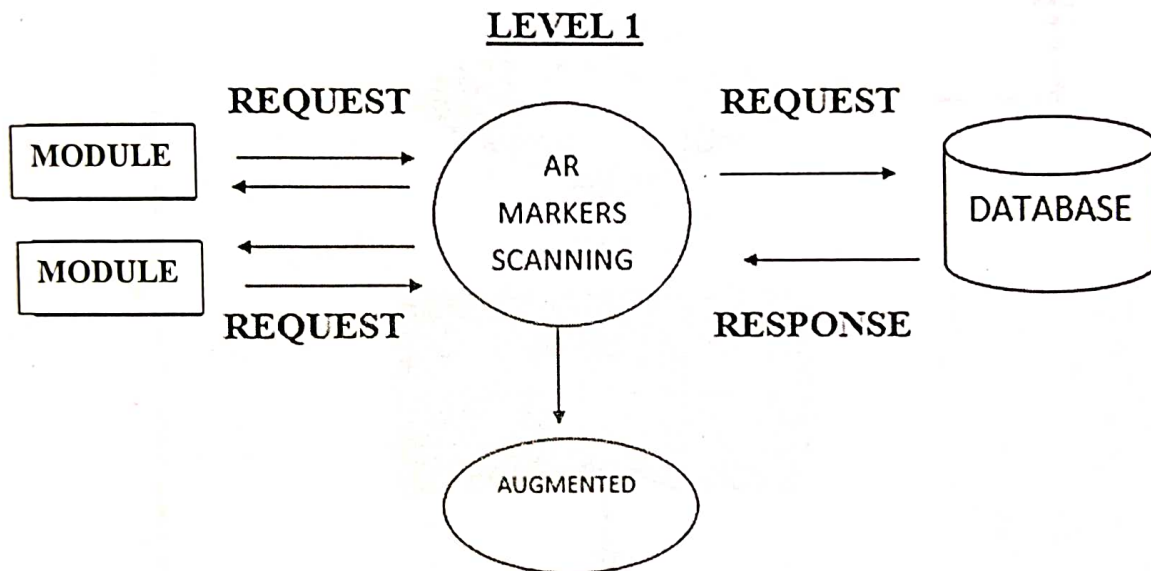 LEVEL 1
REQUEST
REQUEST
MODULE
AR
MARKERS
SCANNING
DATABASE
MODULE
REQUEST
RESPONSE
AUGMENTED